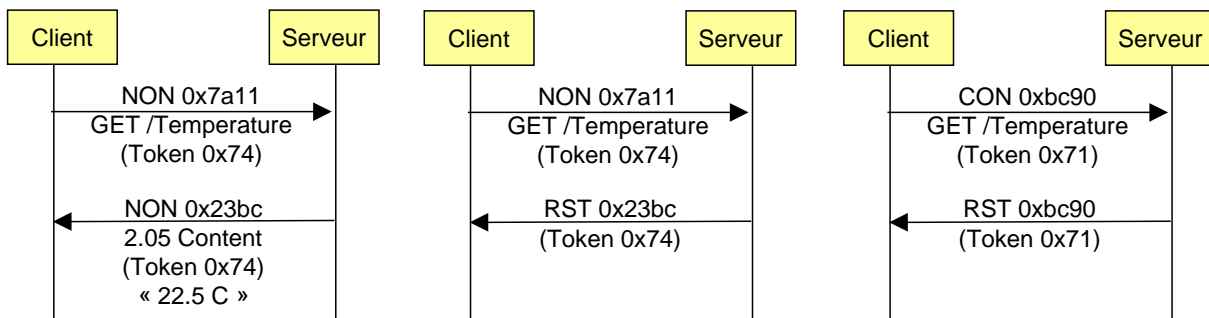 Client
Serveur
NON 0x7a11
GET /Temperature
(Token 0x74)
NON 0x23bc
2.05 Content
(Token 0x74)
« 22.5 C »
Client
Serveur
NON 0x7a11
GET /Temperature
(Token 0x74)
RST 0x23bc
(Token 0x74)
Client
Serveur
CON 0xbc90
GET /Temperature
(Token 0x71)
RST 0xbc90
(Token 0x71)